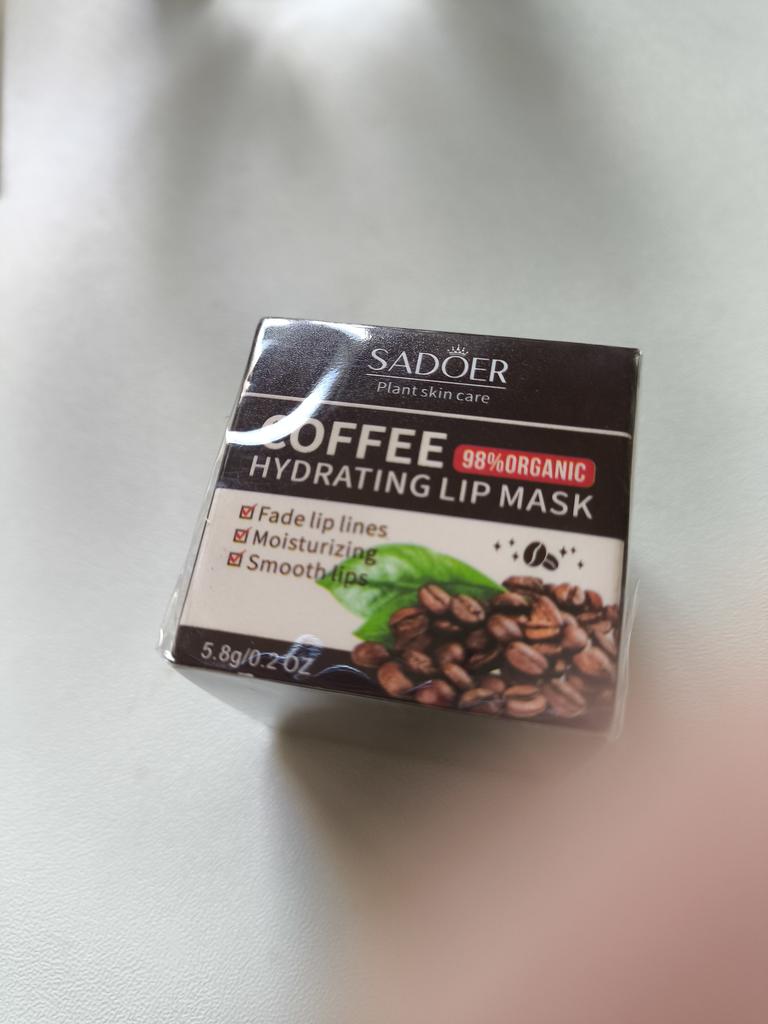 SADOER
Plant skin care
COFFEE
98%ORGANIC
HYDRATING LIP MASK
Fade lip lines
Moisturizing
Smooth lips
5.8g/0.2 OZ